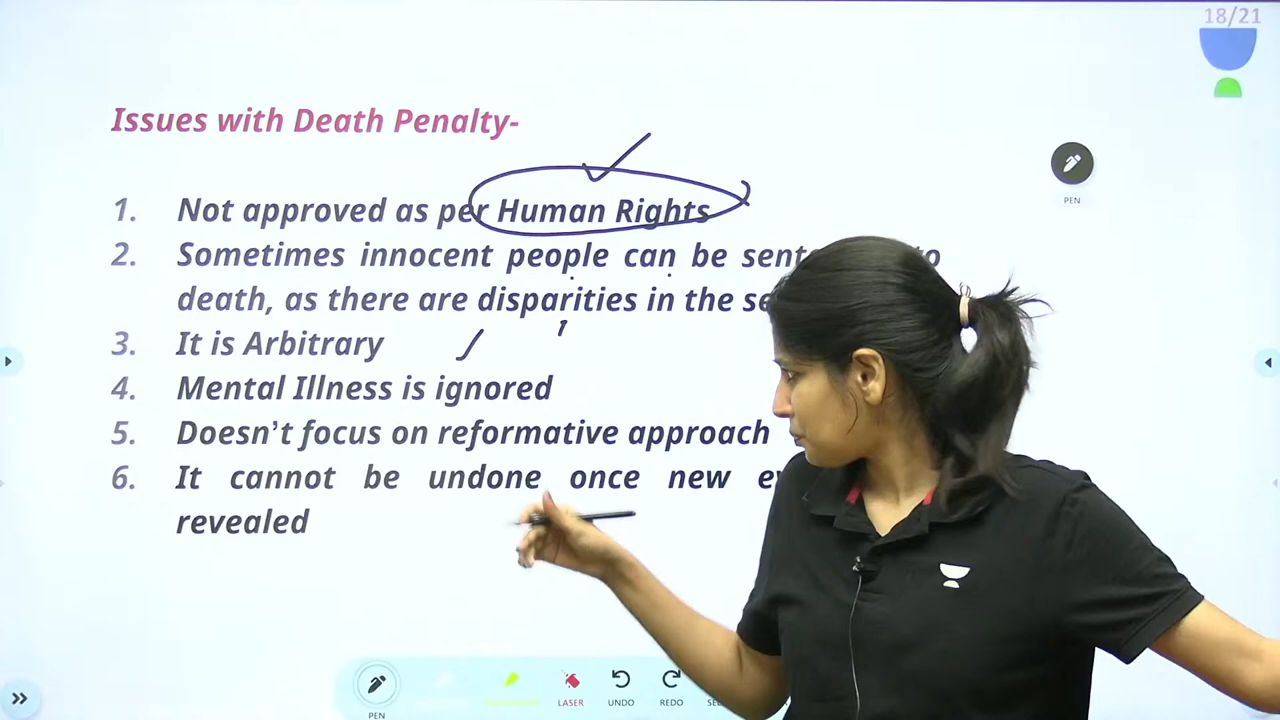 18/21
Issues with Death Penalty-
PEN
1. Not approved as per Human Rights
2. Sometimes innocent people can be
death, as there are disparities in the
3. It is Arbitrary
4. Mental Illness is ignored
5. Doesn't focus on reformative approach
6. It cannot be undone once new
revealed
PEN LASER UNDO REDO